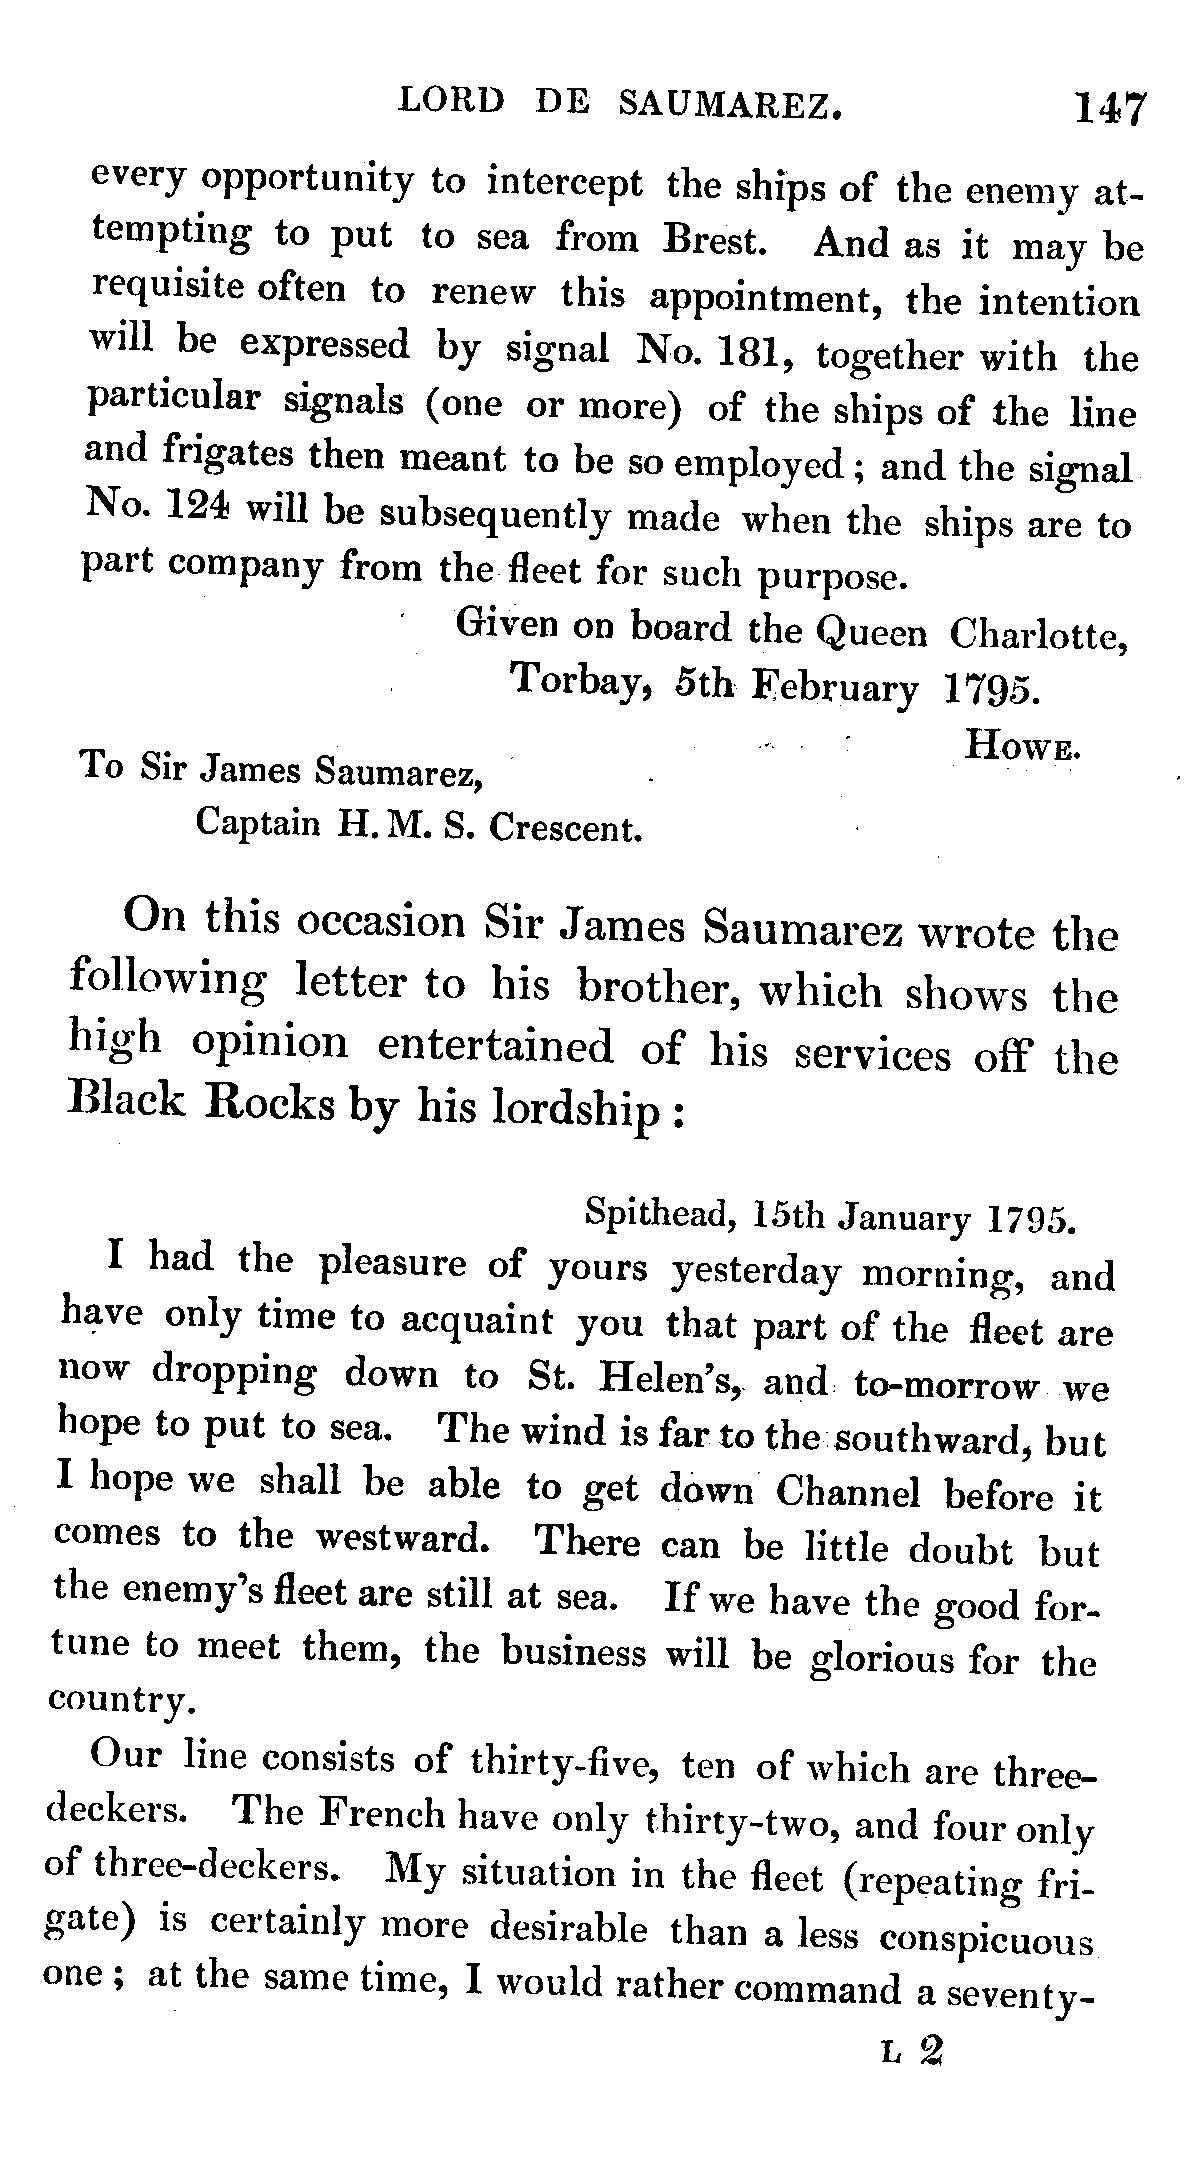 LORD DE SAUMAREZ. 147
every opportunity to intercept the ships of the enemy at-
tempting to put to sea from Brest. And as it may be
requisite often to renew this appointment, the intention
will be expressed by signal No. 181, together with the
particular signals (one or more) of the ships of the line
and frigates then meant to be so employed; and the signal
No. 124 will be subsequently made when the ships are to
part company from the fleet for such purpose.
Given on board the Queen Charlotte,
Torbay, 5th February 1795.
HOWE.
To Sir James Saumarez,
Captain H. M. S. Crescent.
On this occasion Sir James Saumarez wrote the
following letter to his brother, which shows the
high opinion entertained of his services off the
Black Rocks by his lordship:
Spithead, 15th January 1795.
I had the pleasure of yours yesterday morning, and
have only time to acquaint you that part of the fleet are
now dropping down to St. Helen's, and to-morrow we
hope to put to sea. The wind is far to the southward, but
I hope we shall be able to get down Channel before it
comes to the westward. There can be little doubt but
the enemy's fleet are still at sea. If we have the good for-
tune to meet them, the business will be glorious for the
country.
Our line consists of thirty-five, ten of which are three-
deckers. The French have only thirty-two, and four only
of three-deckers. My situation in the fleet (repeating fri-
gate) is certainly more desirable than a less conspicuous
one; at the same time, I would rather command a seventy-
L 2